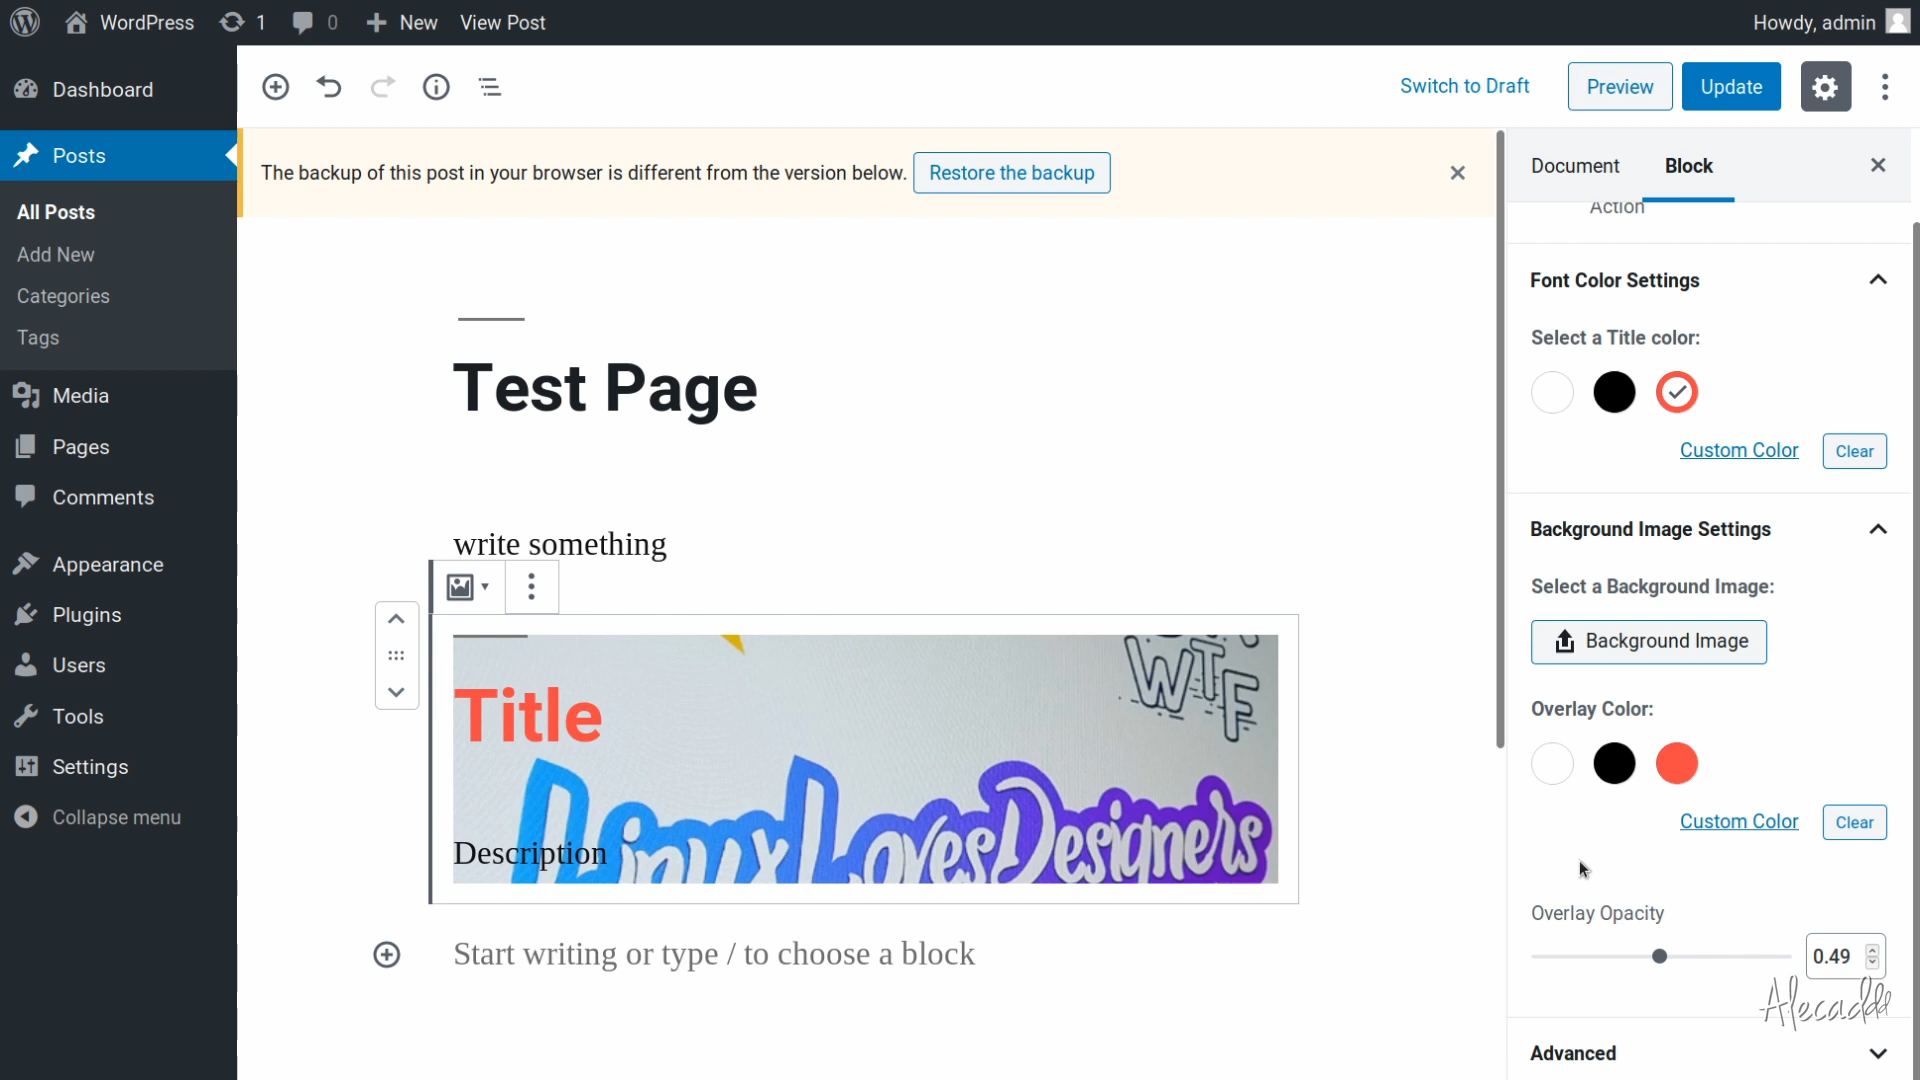 WordPress 1 0 New View Post Howdy, admin
Dashboard
Posts
All Posts
Add New
Categories
Tags
Media
Pages
Comments
Appearance
Plugins
Users
Tools
Settings
Collapse menu
Switch to Draft Preview Update
The backup of this post in your browser is different from the version below. Restore the backup
Test Page
write something
WTF
Title
LinuxLovesDesigners
Description
Start writing or type / to choose a block
Document Block
Action
Font Color Settings
Select a Title color:
Custom Color Clear
Background Image Settings
Select a Background Image:
Background Image
Overlay Color:
Custom Color Clear
Overlay Opacity
0.49
Alecaddd
Advanced